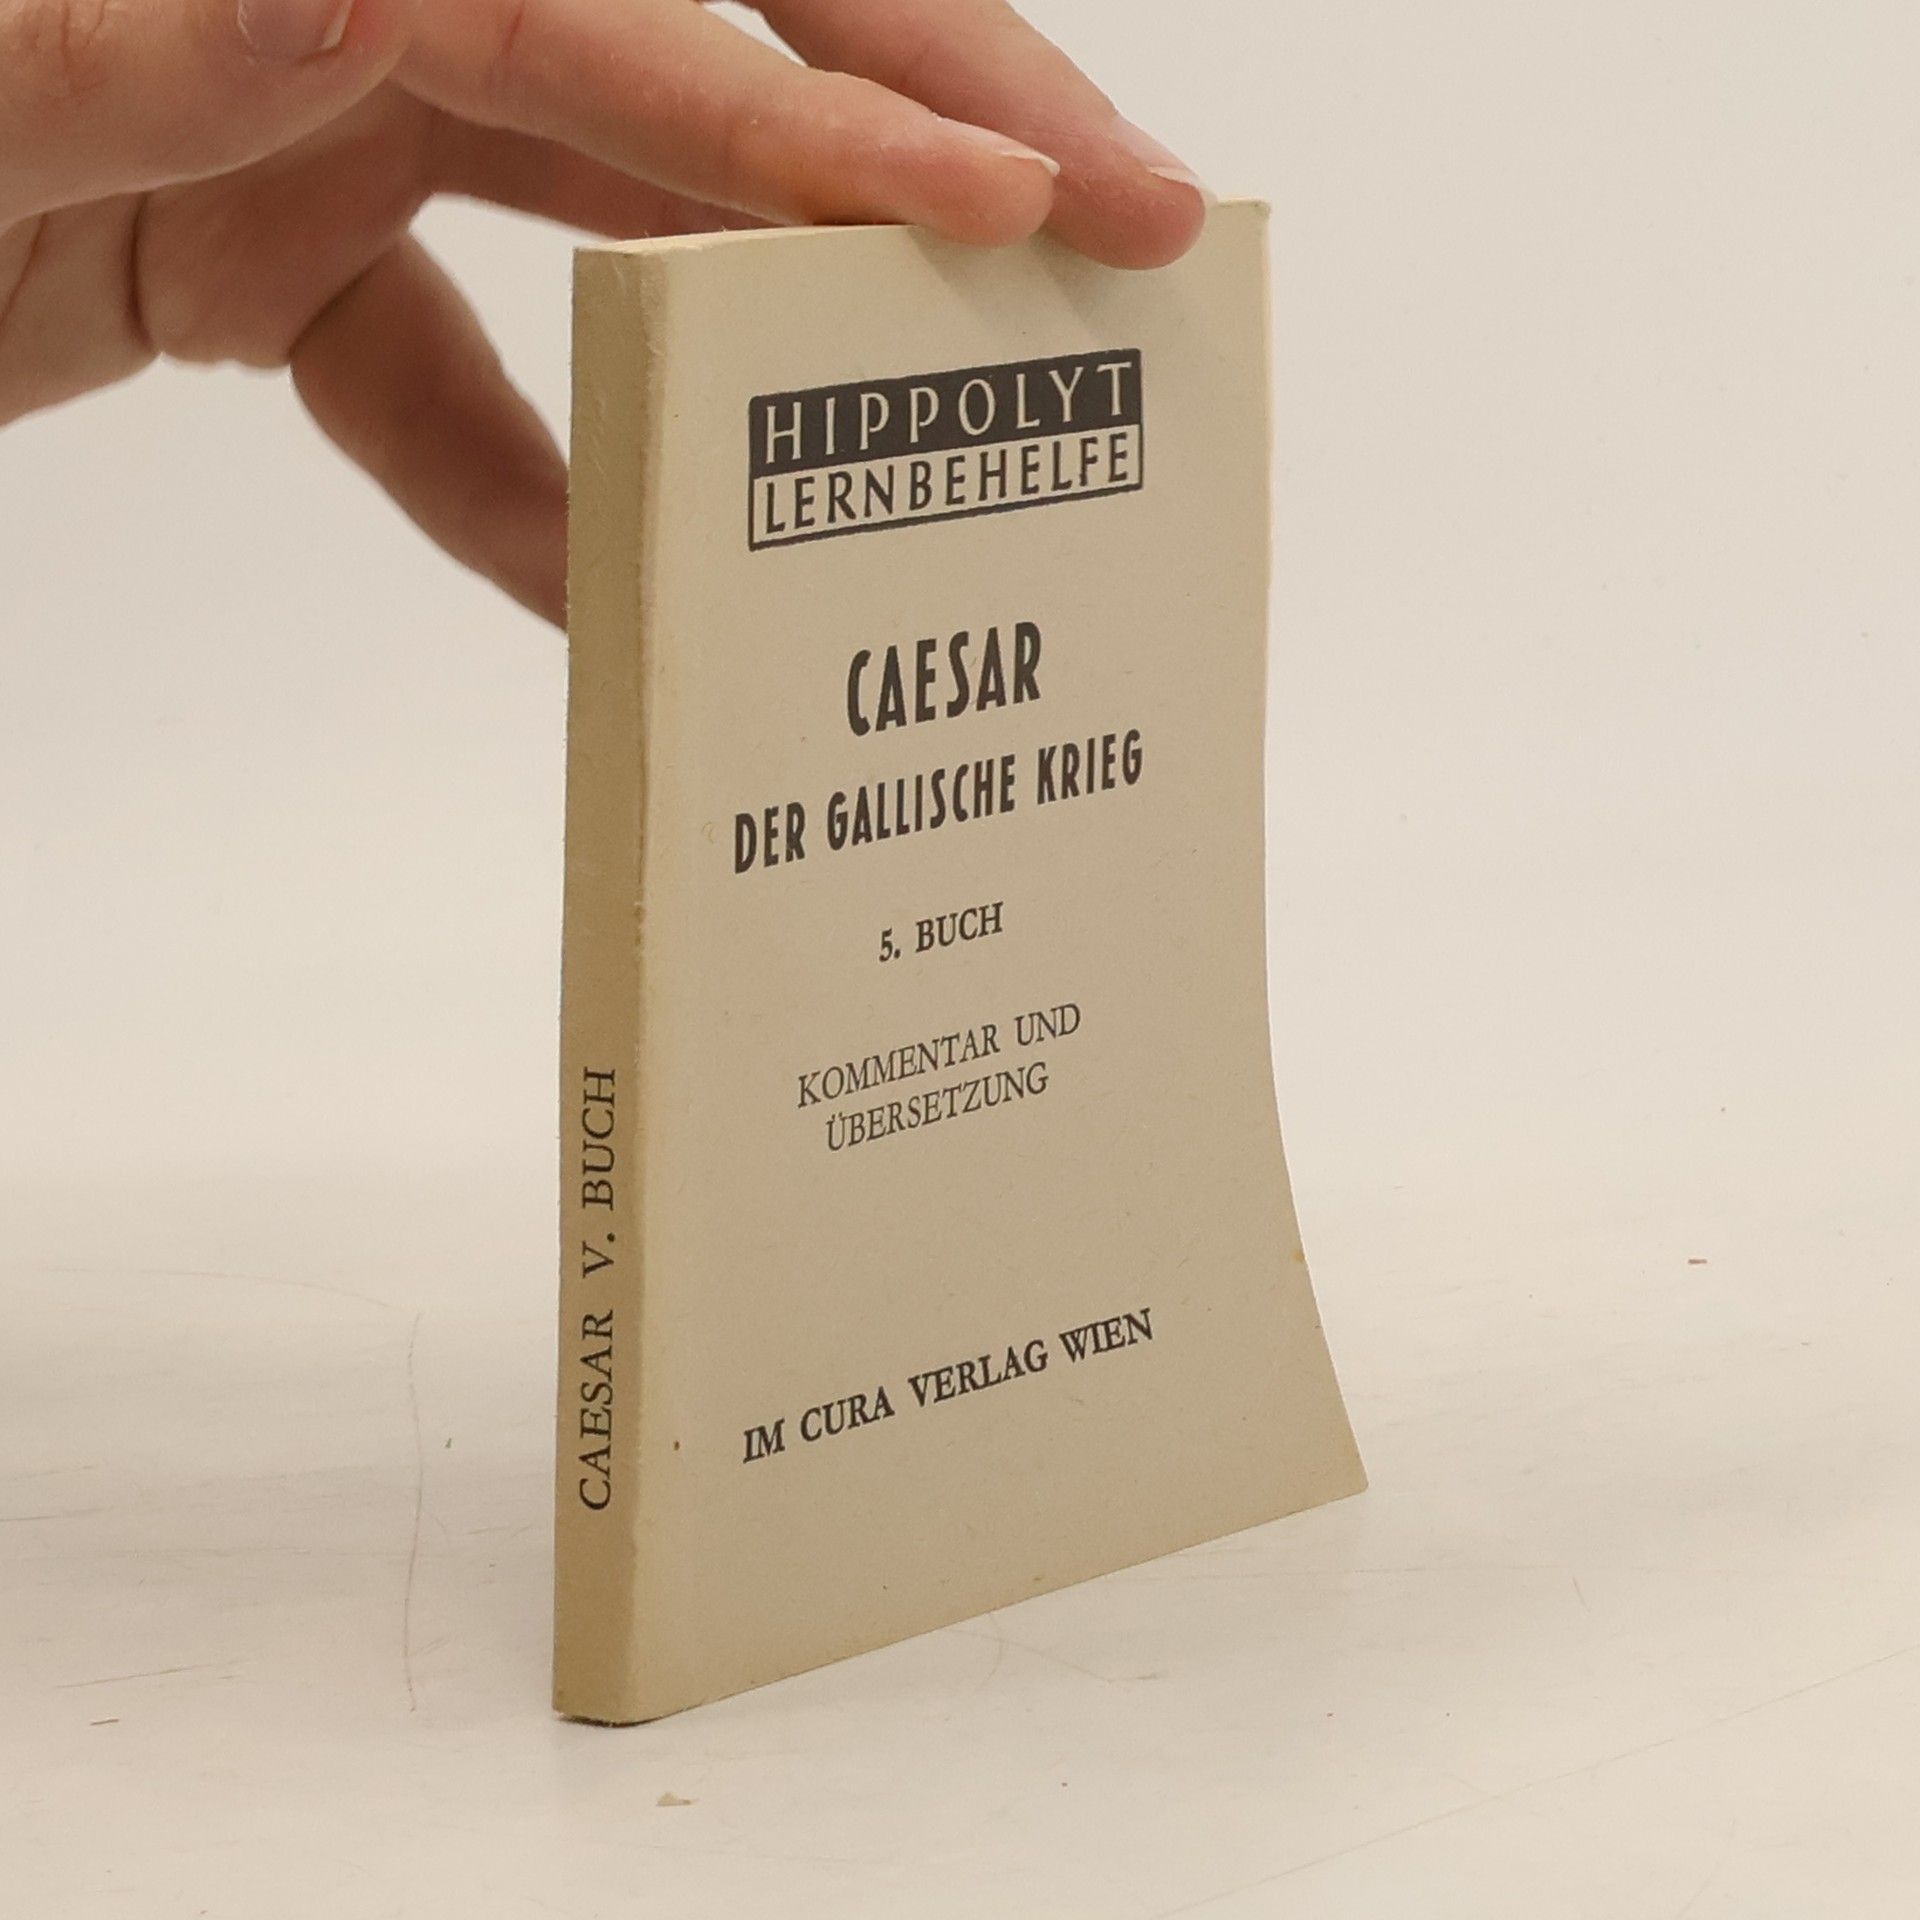 HIPPOLYT
LERNBEHELFE
CAESAR
DER GALLISCHE KRIEG
5. BUCH
KOMMENTAR UND
ÜBERSETZUNG
IM CURA VERLAG WIEN
CAESAR V. BUCH